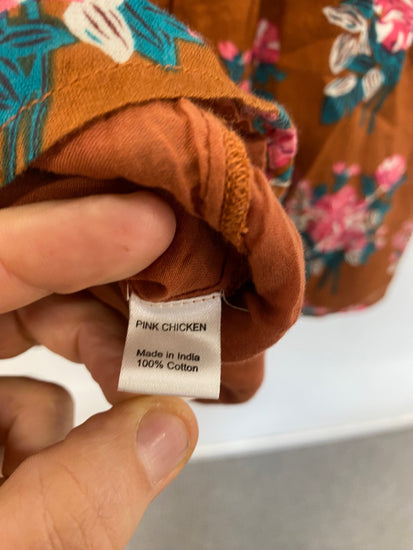 PINK CHICKEN
Made in India
100% Cotton